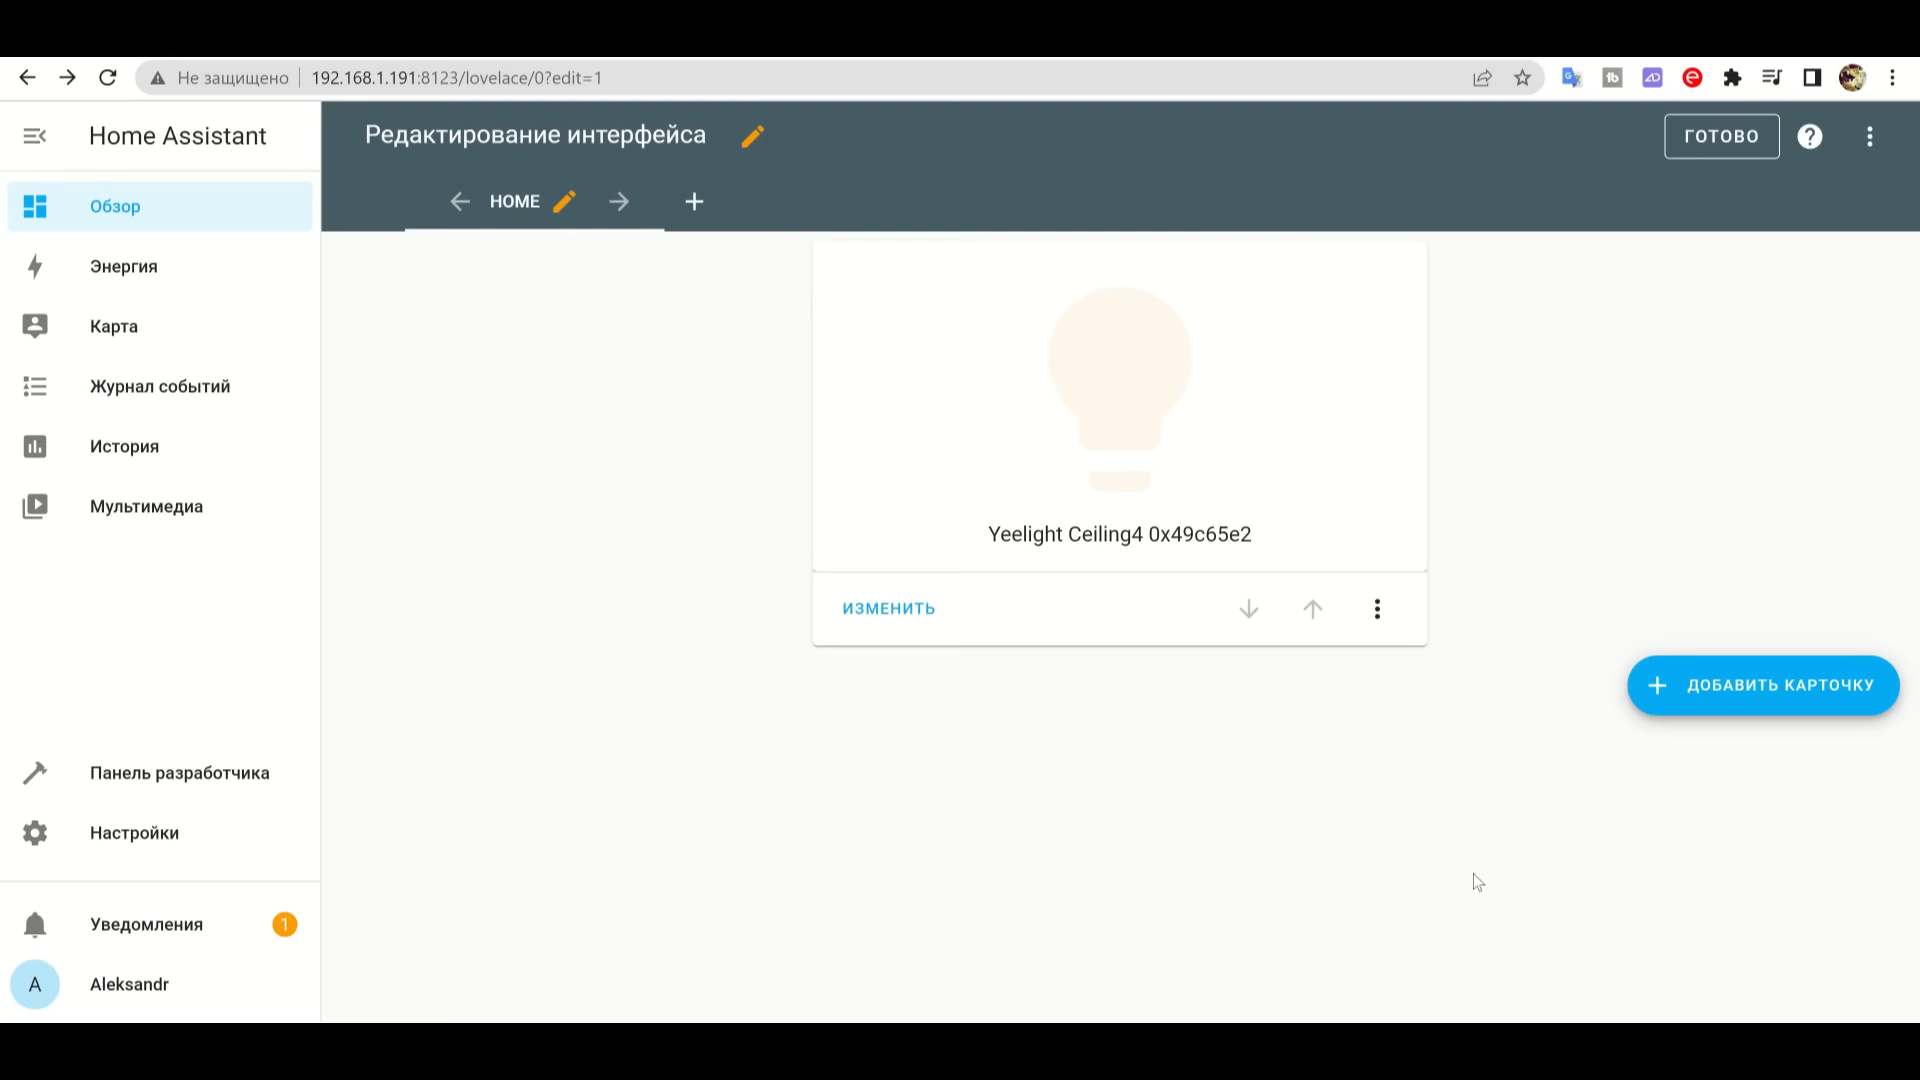 Не защищено
192.168.1.191:8123/lovelace/0?edit=1
Home Assistant
Редактирование интерфейса
ГОТОВО
HOME
Обзор
Энергия
Карта
Журнал событий
История
Мультимедиа
Yeelight Ceiling4 0x49c65e2
ИЗМЕНИТЬ
ДОБАВИТЬ КАРТОЧКУ
Панель разработчика
Настройки
Уведомления 1
A Aleksandr